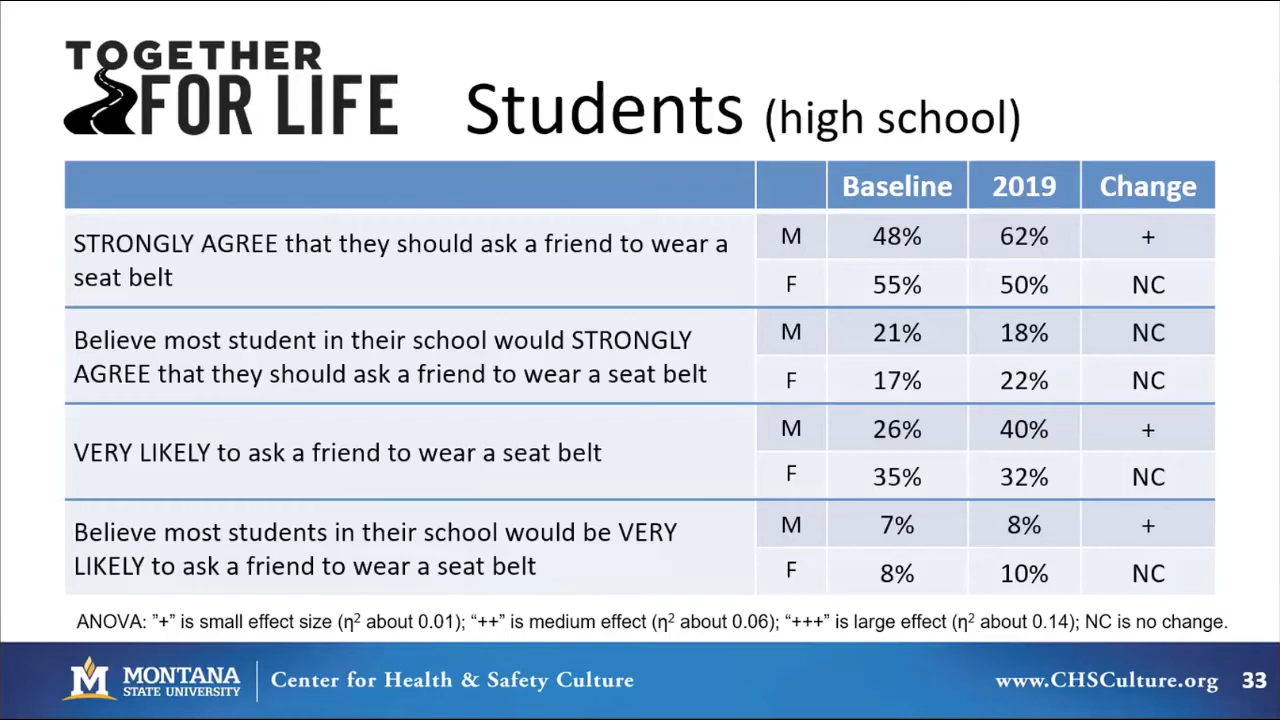 TOGETHER
FOR LIFE
Students (high school)
Baseline 2019 Change
STRONGLY AGREE that they should ask a friend to wear a
seat belt
M 48% 62% +
F 55% 50% NC
Believe most student in their school would STRONGLY
AGREE that they should ask a friend to wear a seat belt
M 21% 18% NC
F 17% 22% NC
VERY LIKELY to ask a friend to wear a seat belt
M 26% 40% +
F 35% 32% NC
Believe most students in their school would be VERY
LIKELY to ask a friend to wear a seat belt
M 7% 8% +
F 8% 10% NC
ANOVA: ”+” is small effect size (η² about 0.01); “++” is medium effect (η² about 0.06); “+++” is large effect (η² about 0.14); NC is no change.
M MONTANA
STATE UNIVERSITY
Center for Health & Safety Culture
www.CHSCulture.org 33